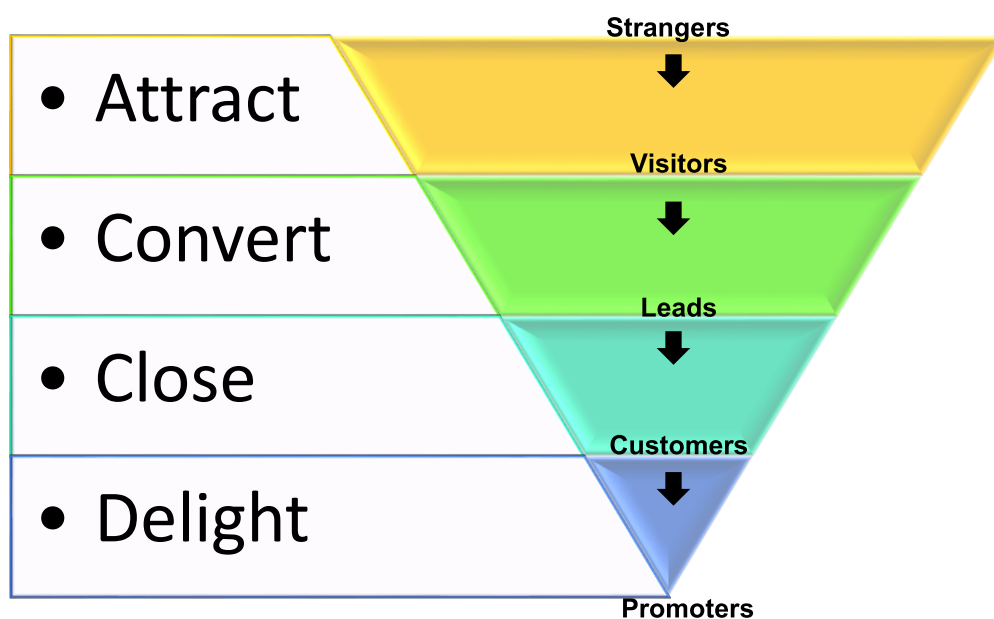 Strangers
• Attract
Visitors
• Convert
Leads
• Close
Customers
• Delight
Promoters